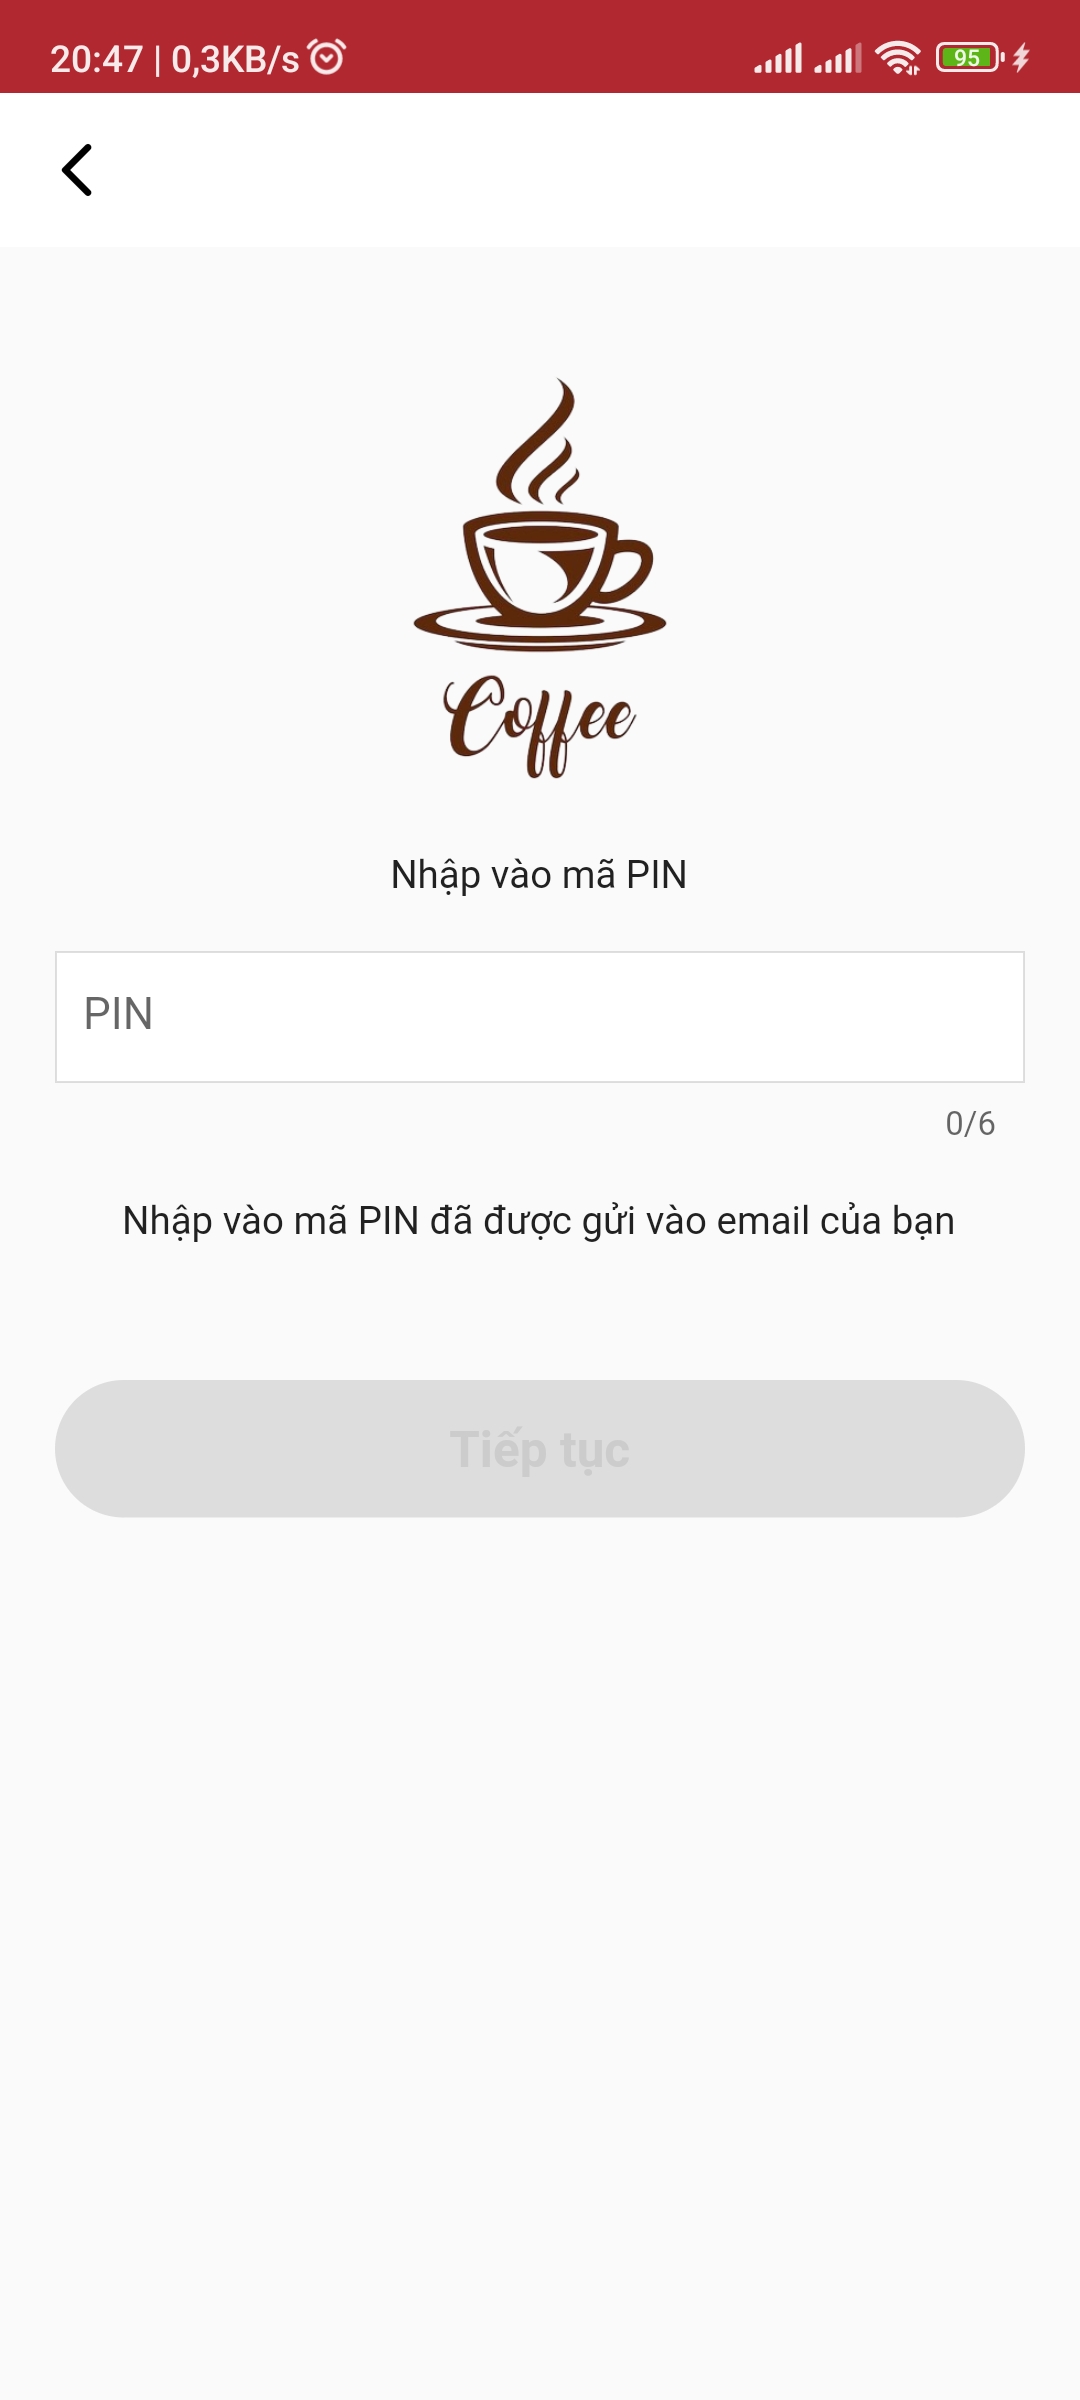 20:47 | 0,3KB/s
95
Coffee
Nhập vào mã PIN
PIN
0/6
Nhập vào mã PIN đã được gửi vào email của bạn
Tiếp tục